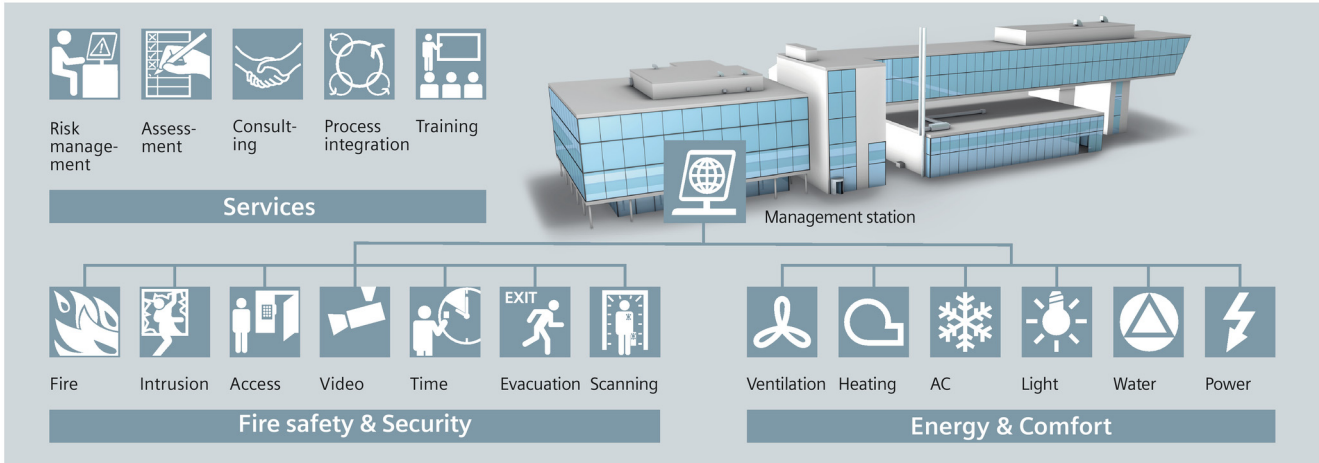 Risk
manage-
ment
Assess-
ment
Consult-
ing
Process
integration
Training
Services
Management station
EXIT
Fire
Intrusion
Access
Video
Time
Evacuation
Scanning
Fire safety & Security
Ventilation
Heating
AC
Light
Water
Power
Energy & Comfort